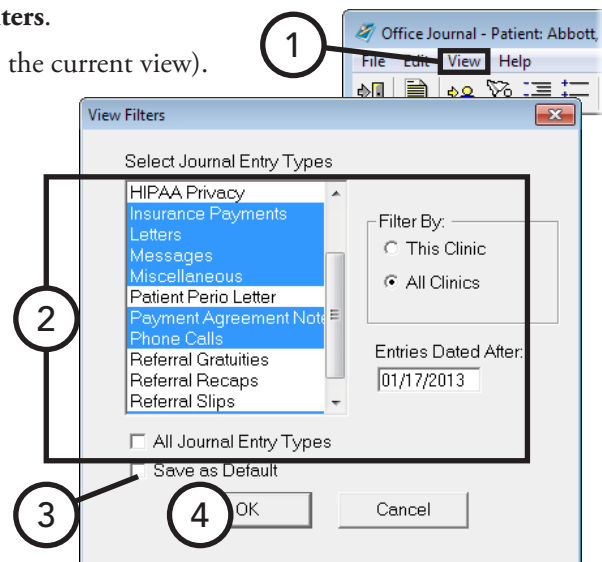 lters.
the current view).
1
Office Journal - Patient: Abbott,
File Edit View Help
View Filters
Select Journal Entry Types
HIPAA Privacy
Insurance Payments
Letters
Messages
Miscellaneous
Patient Perio Letter
Payment Agreement Note
Phone Calls
Referral Gratuities
Referral Recaps
Referral Slips
Filter By:
This Clinic
All Clinics
2
Entries Dated After:
01/17/2013
All Journal Entry Types
Save as Default
3
4
OK
Cancel